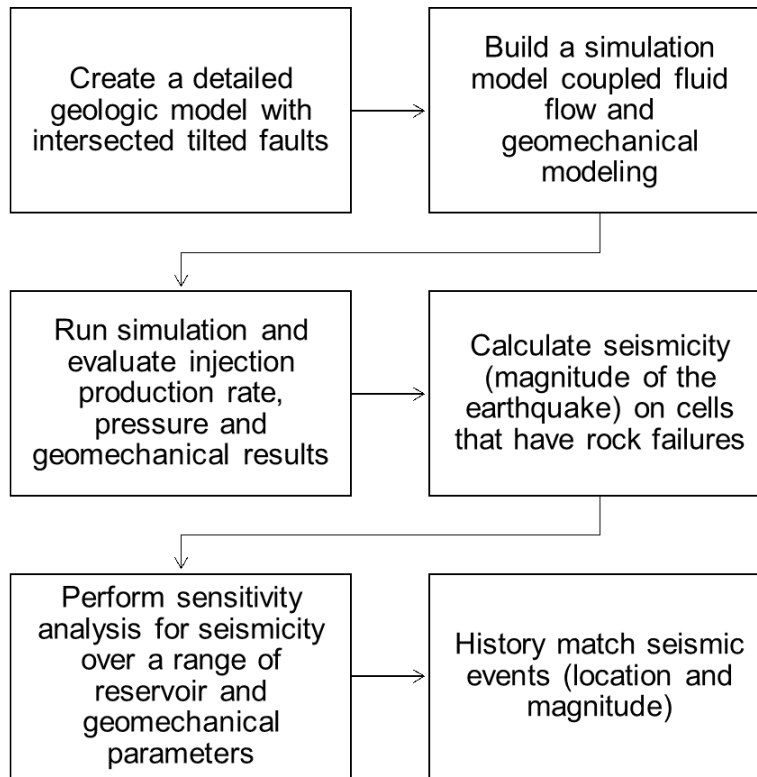 Create a detailed
geologic model with
intersected tilted faults
Build a simulation
model coupled fluid
flow and
geomechanical
modeling
Run simulation and
evaluate injection
production rate,
pressure and
geomechanical results
Calculate seismicity
(magnitude of the
earthquake) on cells
that have rock failures
Perform sensitivity
analysis for seismicity
over a range of
reservoir and
geomechanical
parameters
History match seismic
events (location and
magnitude)